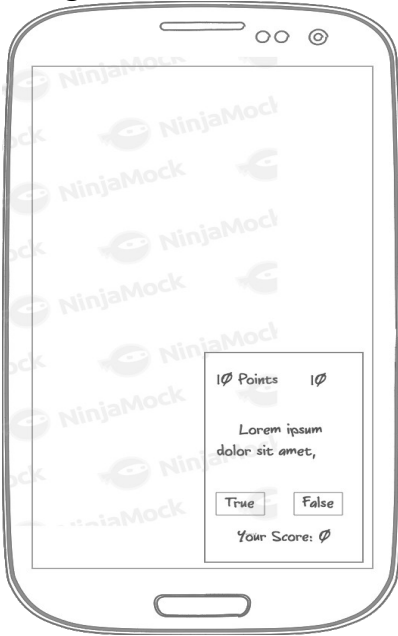 NinjaMock
NinjaMock
NinjaMock
NinjaMock
NinjaMock
NinjaMock
NinjaMock
10 Points 10
Lorem ipsum
dolor sit amet,
True False
Your Score: 0